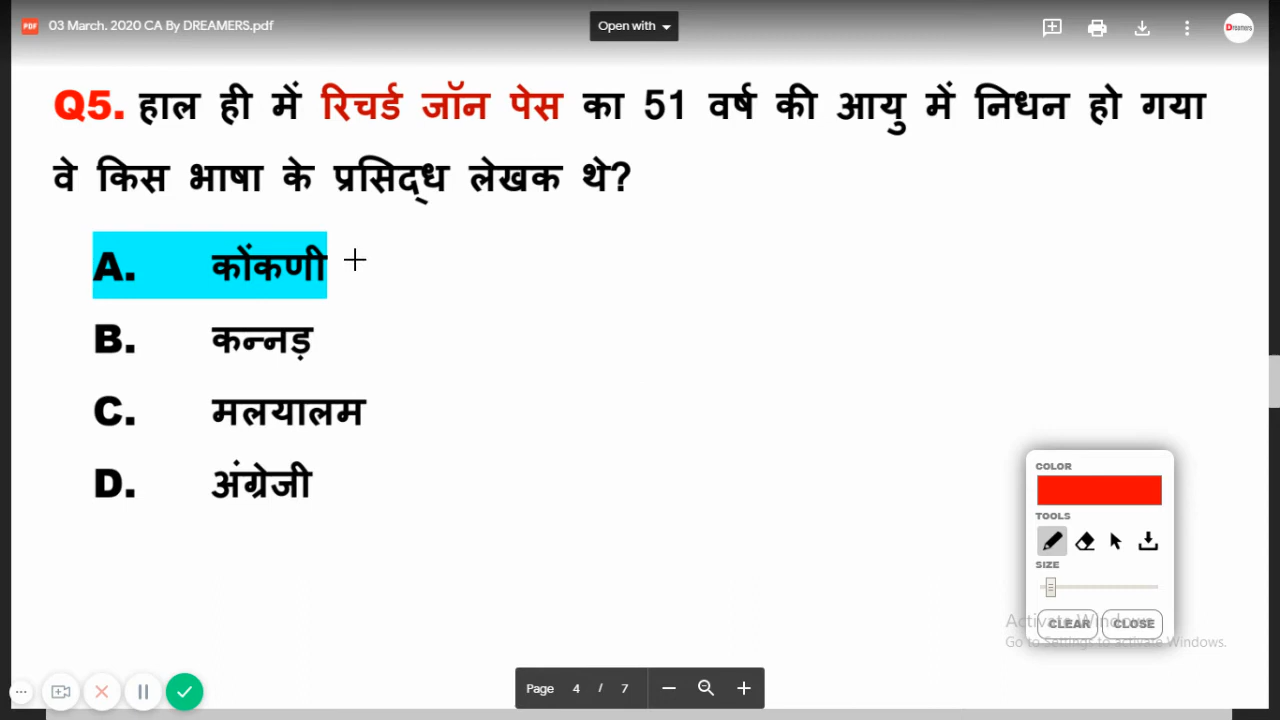 03 March. 2020 CA By DREAMERS.pdf
Open with
Dreamers
Q5. हाल ही में रिचर्ड जॉन पेस का 51 वर्ष की आयु में निधन हो गया
वे किस भाषा के प्रसिद्ध लेखक थे?
A. कोंकणी
B. कन्नड़
C. मलयालम
D. अंग्रेजी
COLOR
TOOLS
SIZE
CLEAR CLOSE
Activate Windows
Go to Settings to activate Windows.
Page 4 / 7